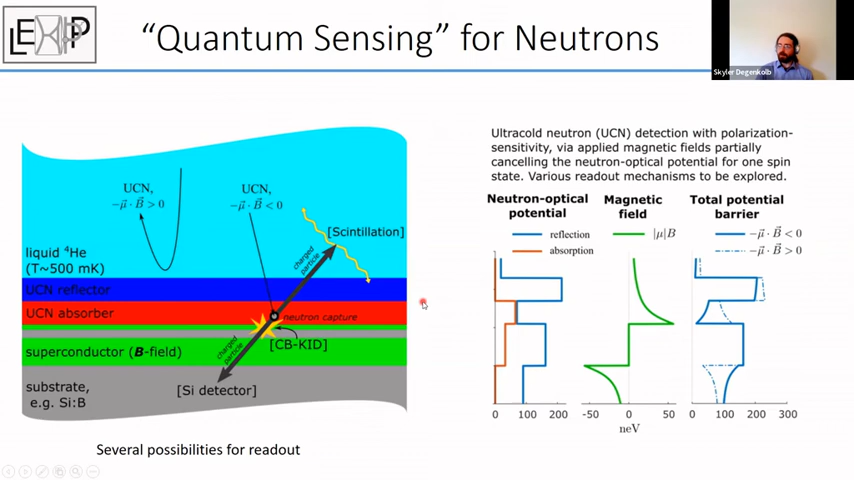 LEXP
“Quantum Sensing” for Neutrons
Skyler Degenkolb
UCN,
−μ⃗ · B⃗ > 0
UCN,
−μ⃗ · B⃗ < 0
[Scintillation]
charged
particle
liquid ⁴He
(T~500 mK)
UCN reflector
UCN absorber
neutron capture
[CB-KID]
superconductor (B-field)
charged
particle
[Si detector]
substrate,
e.g. Si:B
Several possibilities for readout
Ultracold neutron (UCN) detection with polarization-
sensitivity, via applied magnetic fields partially
cancelling the neutron-optical potential for one spin
state. Various readout mechanisms to be explored.
Neutron-optical
potential
reflection
absorption
Magnetic
field
|μ|B
Total potential
barrier
−μ⃗ · B⃗ < 0
−μ⃗ · B⃗ > 0
0 100 200
-50 0 50
0 100 200 300
neV